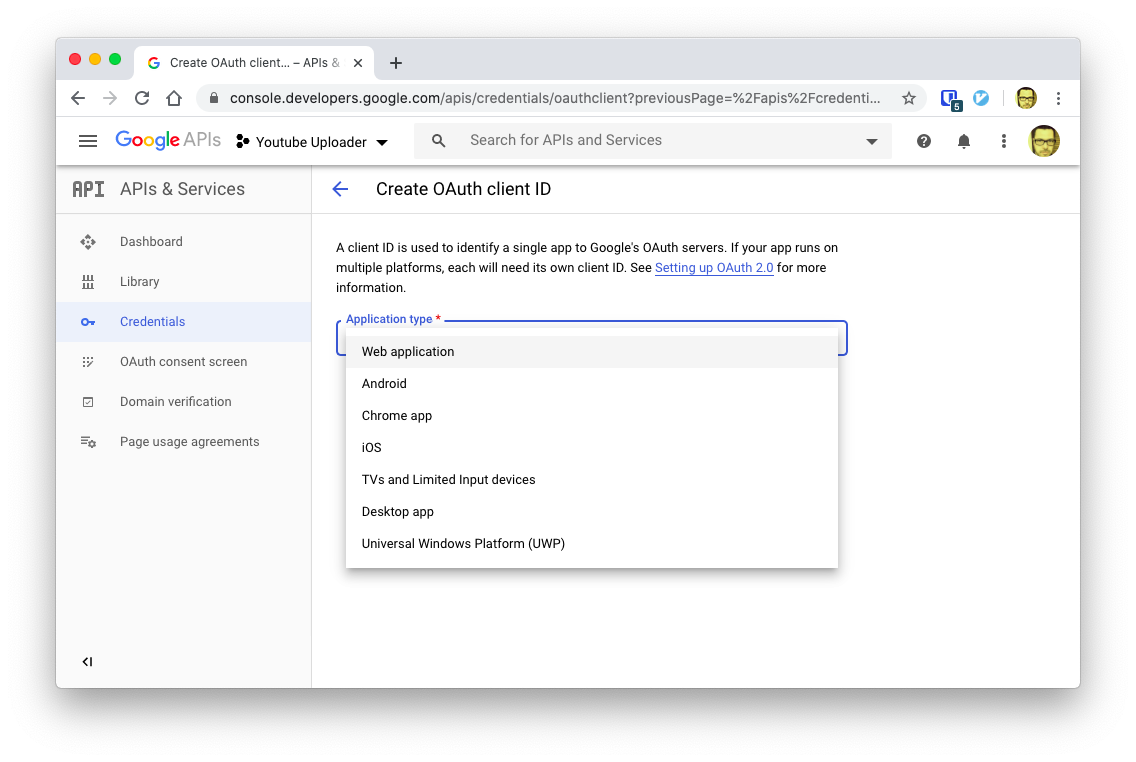 Create OAuth client... – APIs &
console.developers.google.com/apis/credentials/oauthclient?previousPage=%2Fapis%2Fcredenti...
5
Google APIs
Youtube Uploader
Search for APIs and Services
API APIs & Services
Create OAuth client ID
Dashboard
Library
Credentials
OAuth consent screen
Domain verification
Page usage agreements
A client ID is used to identify a single app to Google's OAuth servers. If your app runs on
multiple platforms, each will need its own client ID. See Setting up OAuth 2.0 for more
information.
Application type *
Web application
Android
Chrome app
iOS
TVs and Limited Input devices
Desktop app
Universal Windows Platform (UWP)